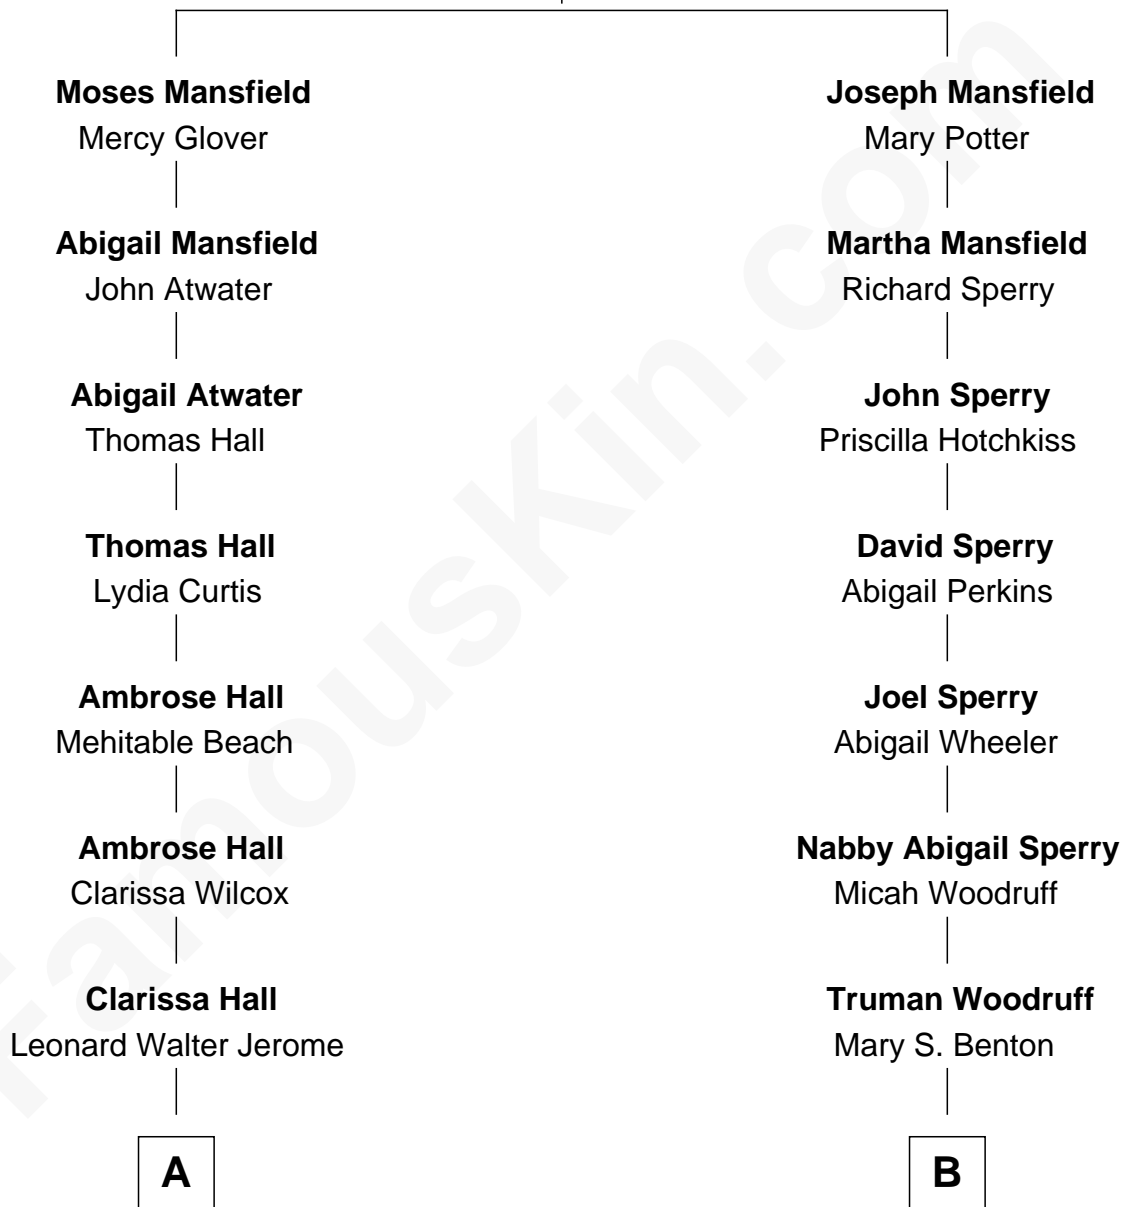 Moses Mansfield
Mercy Glover
Abigail Mansfield
John Atwater
Abigail Atwater
Thomas Hall
Thomas Hall
Lydia Curtis
Ambrose Hall
Mehitable Beach
Ambrose Hall
Clarissa Wilcox
Clarissa Hall
Leonard Walter Jerome
A
Joseph Mansfield
Mary Potter
Martha Mansfield
Richard Sperry
John Sperry
Priscilla Hotchkiss
David Sperry
Abigail Perkins
Joel Sperry
Abigail Wheeler
Nabby Abigail Sperry
Micah Woodruff
Truman Woodruff
Mary S. Benton
B
FamousKin.com